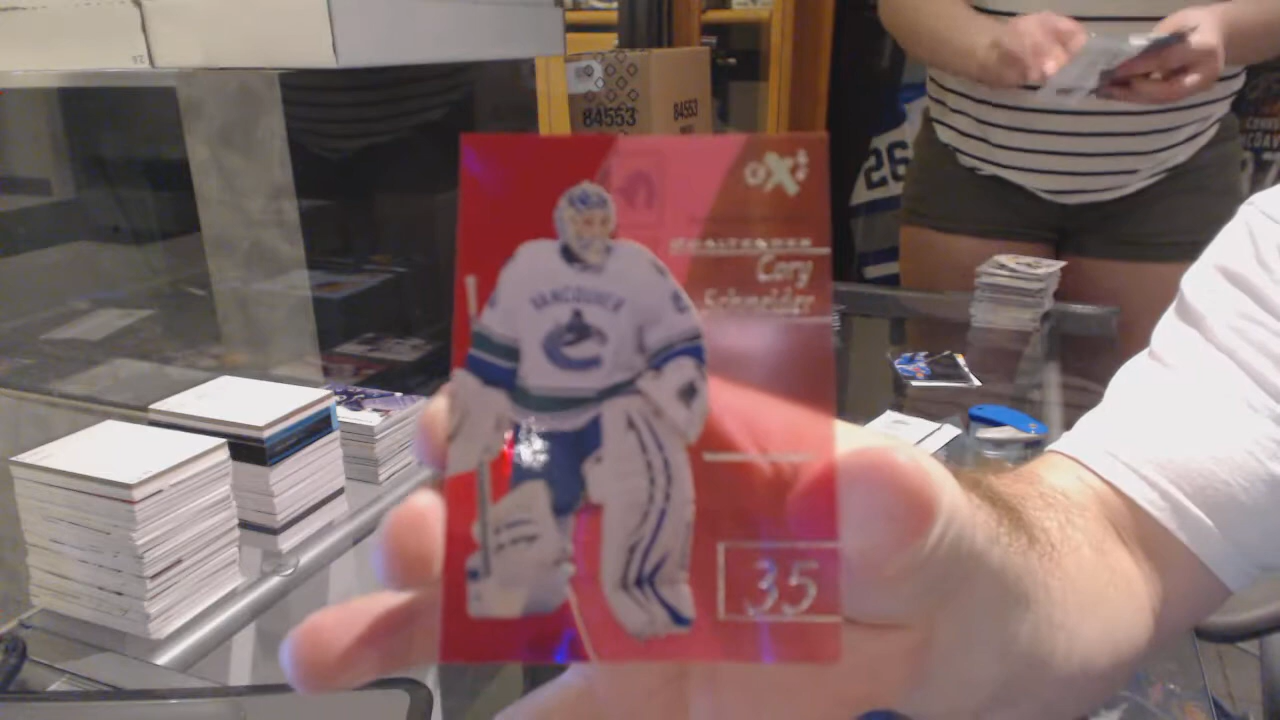 84553
84553
26
GOALTENDER
Cory
Schneider
VANCOUVER
35